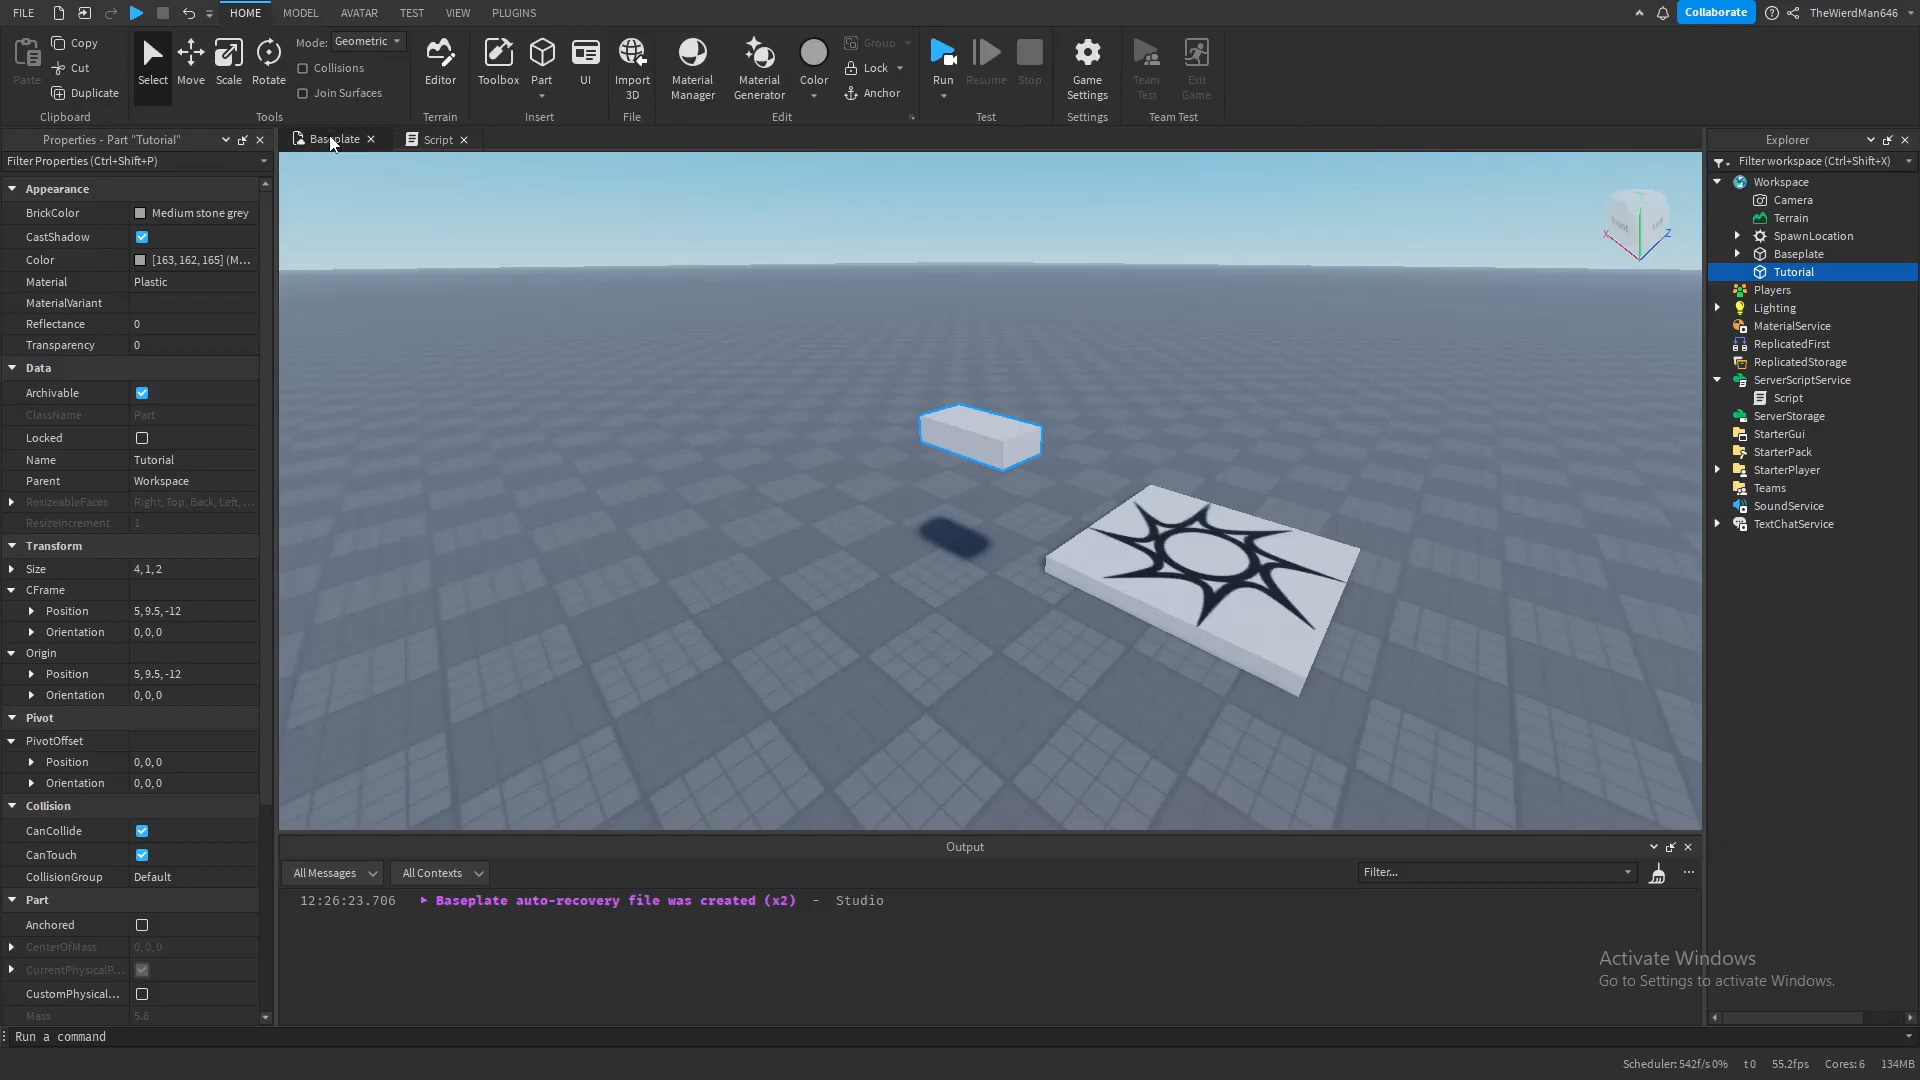 FILE
HOME
MODEL
AVATAR
TEST
VIEW
PLUGINS
Collaborate
TheWierdMan646
Paste
Copy
Cut
Duplicate
Clipboard
Select
Move
Scale
Rotate
Mode: Geometric
Collisions
Join Surfaces
Tools
Editor
Terrain
Toolbox
Part
UI
Insert
Import
3D
File
Material
Manager
Material
Generator
Color
Group
Lock
Anchor
Edit
Run
Resume
Stop
Test
Game
Settings
Settings
Team
Test
Exit
Game
Team Test
Properties - Part "Tutorial"
Filter Properties (Ctrl+Shift+P)
Appearance
BrickColor Medium stone grey
CastShadow
Color [163, 162, 165] (M...
Material Plastic
MaterialVariant
Reflectance 0
Transparency 0
Data
Archivable
ClassName Part
Locked
Name Tutorial
Parent Workspace
ResizeableFaces Right, Top, Back, Left, ...
ResizeIncrement 1
Transform
Size 4, 1, 2
CFrame
Position 5, 9.5, -12
Orientation 0, 0, 0
Origin
Position 5, 9.5, -12
Orientation 0, 0, 0
Pivot
PivotOffset
Position 0, 0, 0
Orientation 0, 0, 0
Collision
CanCollide
CanTouch
CollisionGroup Default
Part
Anchored
CenterOfMass 0, 0, 0
CurrentPhysicalP...
CustomPhysical...
Mass 5.6
Baseplate
Script
X
Z
Output
All Messages
All Contexts
Filter...
12:26:23.706 Baseplate auto-recovery file was created (x2) - Studio
Explorer
Filter workspace (Ctrl+Shift+X)
Workspace
Camera
Terrain
SpawnLocation
Baseplate
Tutorial
Players
Lighting
MaterialService
ReplicatedFirst
ReplicatedStorage
ServerScriptService
Script
ServerStorage
StarterGui
StarterPack
StarterPlayer
Teams
SoundService
TextChatService
Activate Windows
Go to Settings to activate Windows.
Run a command
Scheduler: 542f/s 0% t 0 55.2fps Cores: 6 134MB